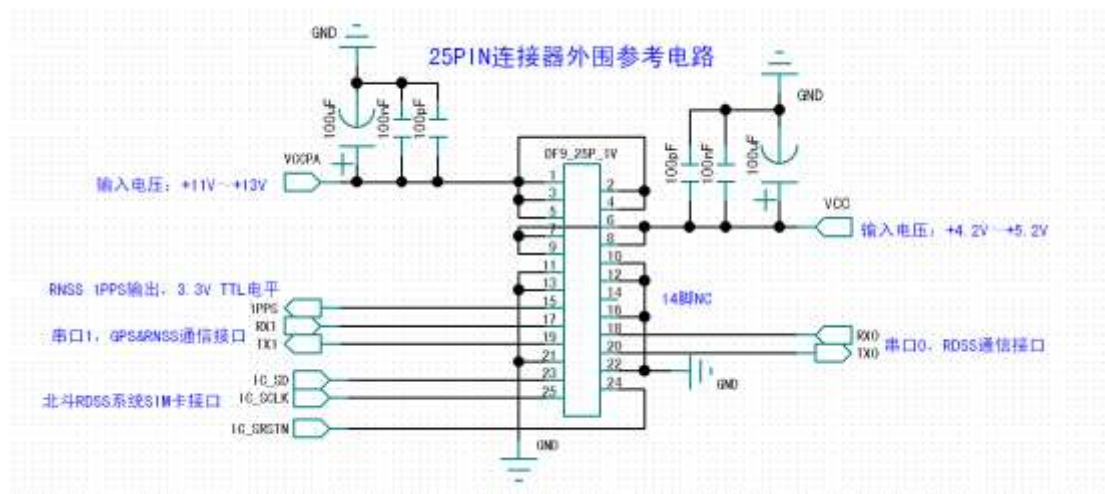 GND
25PIN连接器外围参考电路
GND
100uF
100nF
100pF
100pF
100nF
100uF
VCCPA
DF9_25P_1V
输入电压：+11V～+13V
VCC
输入电压：+4.2V～+5.2V
1
2
3
4
5
6
7
8
9
10
11
12
13
14
15
16
17
18
19
20
21
22
23
24
25
14脚NC
RNSS 1PPS输出，3.3V TTL电平
1PPS
RX1
串口1，GPS&RNSS通信接口
TX1
RX0
串口0，RDSS通信接口
TX0
GND
IC_SD
北斗RDSS系统SIM卡接口
IC_SCLK
IC_SRSTN
GND